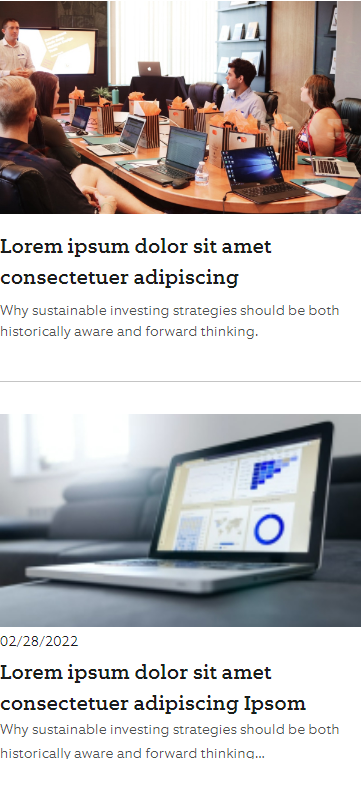 Lorem ipsum dolor sit amet
consectetuer adipiscing
Why sustainable investing strategies should be both
historically aware and forward thinking.
02/28/2022
Lorem ipsum dolor sit amet
consectetuer adipiscing Ipsom
Why sustainable investing strategies should be both
historically aware and forward thinking...